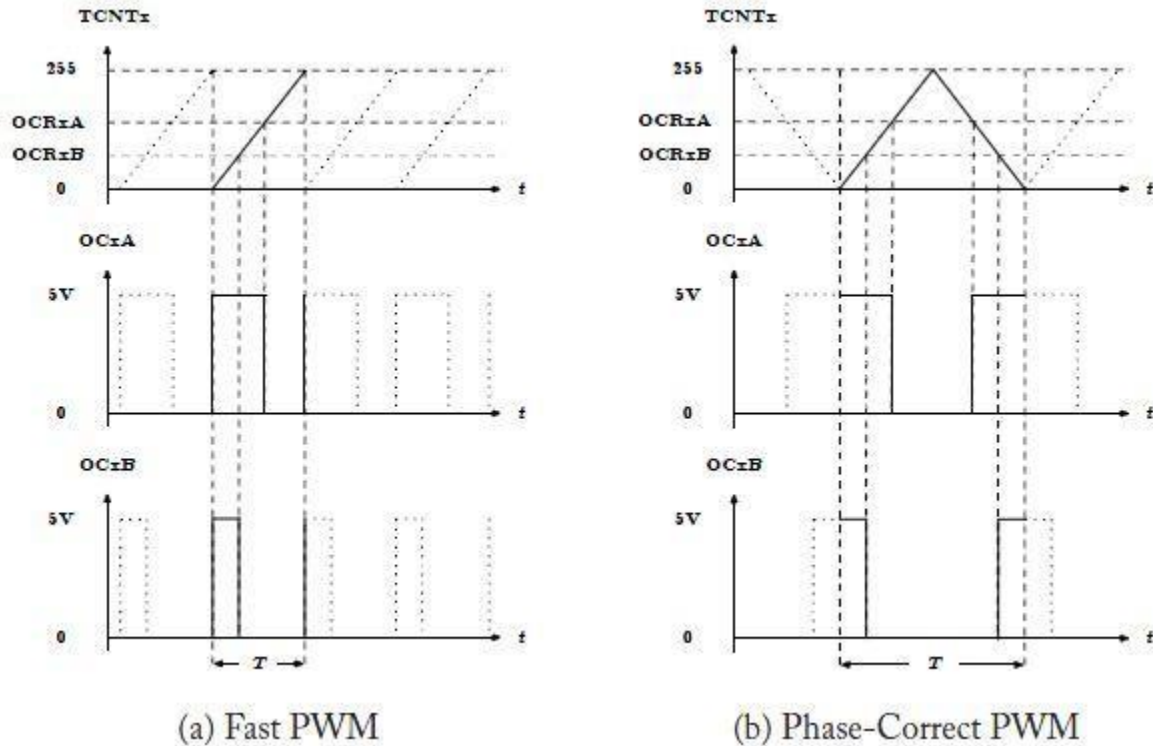 TCNTx
255
OCRxA
OCRxB
0
t
OCxA
5V
0
t
OCxB
5V
0
t
T
(a) Fast PWM
TCNTx
255
OCRxA
OCRxB
0
t
OCxA
5V
0
t
OCxB
5V
0
t
T
(b) Phase-Correct PWM